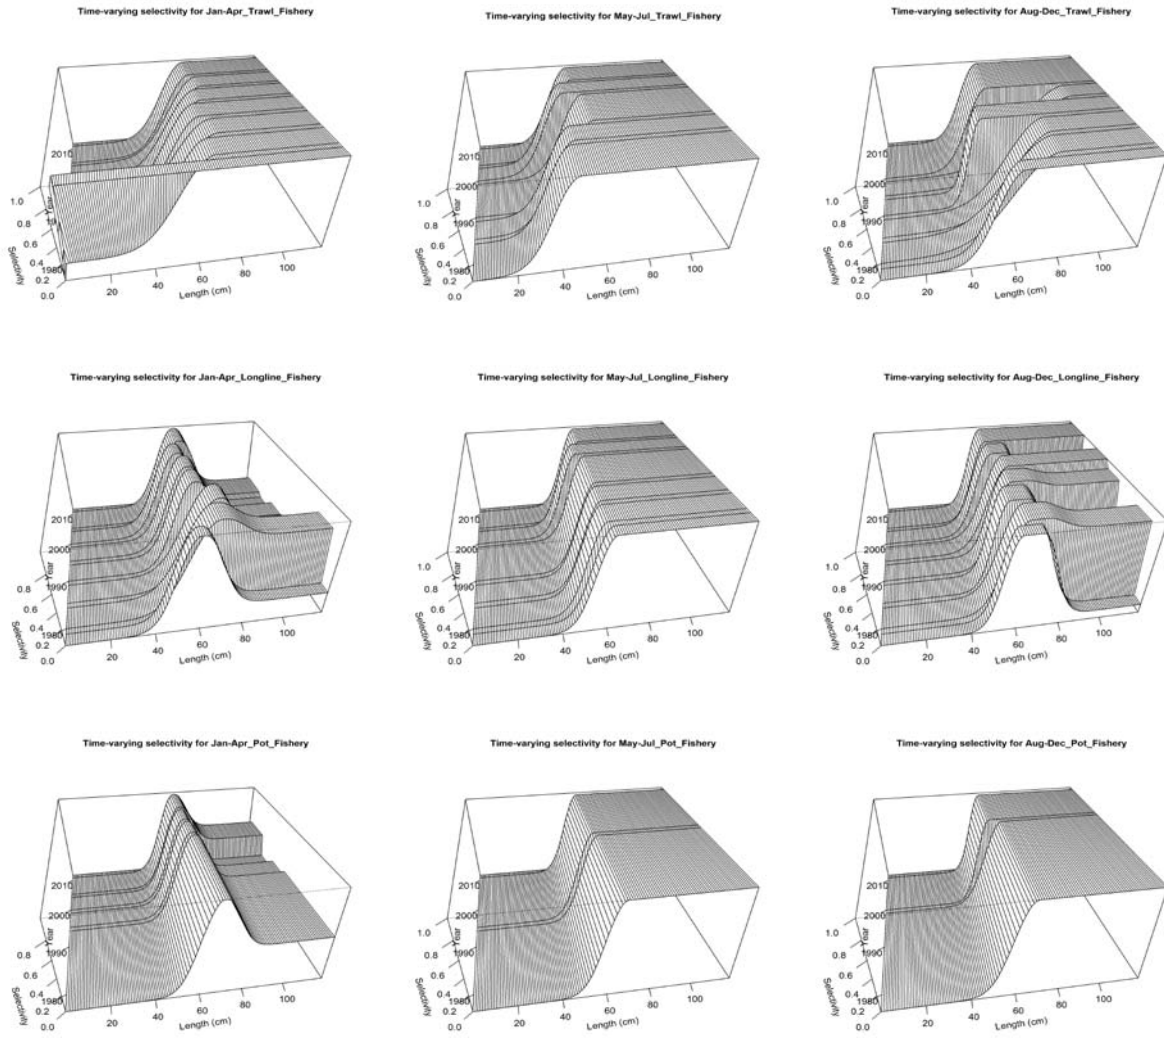 Time-varying selectivity for Jan-Apr_Trawl_Fishery
2010
1.0
0.8
Year
0.6
0.4
1980
0.2
0.0
Selectivity
20 40 60 80 100
Length (cm)
Time-varying selectivity for May-Jul_Trawl_Fishery
2010
2000
1.0
0.8
Year
1990
0.6
0.4
1980
0.2
0.0
Selectivity
20 40 60 80 100
Length (cm)
Time-varying selectivity for Aug-Dec_Trawl_Fishery
2010
2000
1.0
0.8
Year
1990
0.6
0.4
1980
0.2
0.0
Selectivity
20 40 60 80 100
Length (cm)
Time-varying selectivity for Jan-Apr_Longline_Fishery
2010
2000
0.8
Year
1990
0.6
0.4
1980
0.2
0.0
Selectivity
20 40 60 80 100
Length (cm)
Time-varying selectivity for May-Jul_Longline_Fishery
2010
2000
1.0
0.8
Year
1990
0.6
0.4
1980
0.2
0.0
Selectivity
20 40 60 80 100
Length (cm)
Time-varying selectivity for Aug-Dec_Longline_Fishery
2010
2000
1.0
0.8
Year
1990
0.6
0.4
1980
0.2
0.0
Selectivity
20 40 60 80 100
Length (cm)
Time-varying selectivity for Jan-Apr_Pot_Fishery
2010
2000
0.8
Year
1990
0.6
0.4
1980
0.2
0.0
Selectivity
20 40 60 80 100
Length (cm)
Time-varying selectivity for May-Jul_Pot_Fishery
2010
2000
1.0
0.8
Year
1990
0.6
0.4
1980
0.2
0.0
Selectivity
20 40 60 80 100
Length (cm)
Time-varying selectivity for Aug-Dec_Pot_Fishery
2010
2000
1.0
0.8
Year
1990
0.6
0.4
1980
0.2
0.0
Selectivity
20 40 60 80 100
Length (cm)